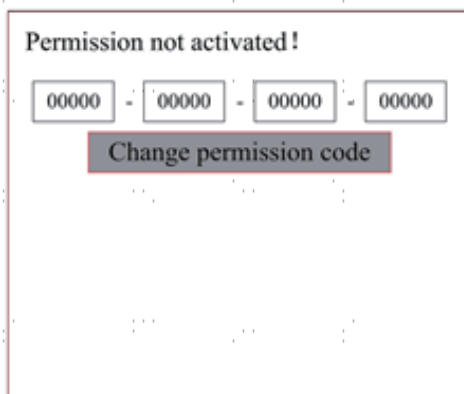 Permission not activated!
00000 - 00000 - 00000 - 00000
Change permission code